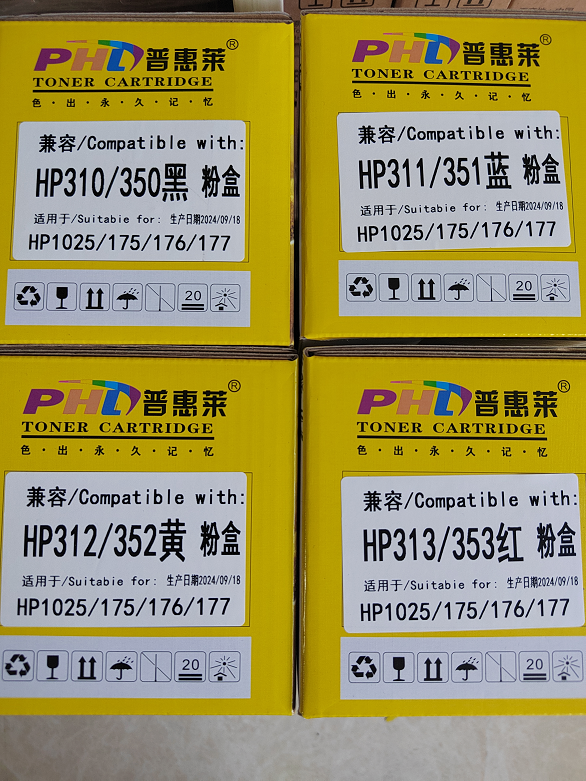 PHL普惠莱®
TONER CARTRIDGE
色·出·永·久·记·忆
兼容/Compatible with:
HP310/350黑 粉盒
适用于/Suitabie for: 生产日期2024/09/18
HP1025/175/176/177
20
PHL普惠莱®
TONER CARTRIDGE
色·出·永·久·记·忆
兼容/Compatible with:
HP311/351蓝 粉盒
适用于/Suitabie for: 生产日期2024/09/18
HP1025/175/176/177
20
PHL普惠莱®
TONER CARTRIDGE
色·出·永·久·记·忆
兼容/Compatible with:
HP312/352黄 粉盒
适用于/Suitabie for: 生产日期2024/09/18
HP1025/175/176/177
20
PHL普惠莱®
TONER CARTRIDGE
色·出·永·久·记·忆
兼容/Compatible with:
HP313/353红 粉盒
适用于/Suitabie for: 生产日期2024/09/18
HP1025/175/176/177
20